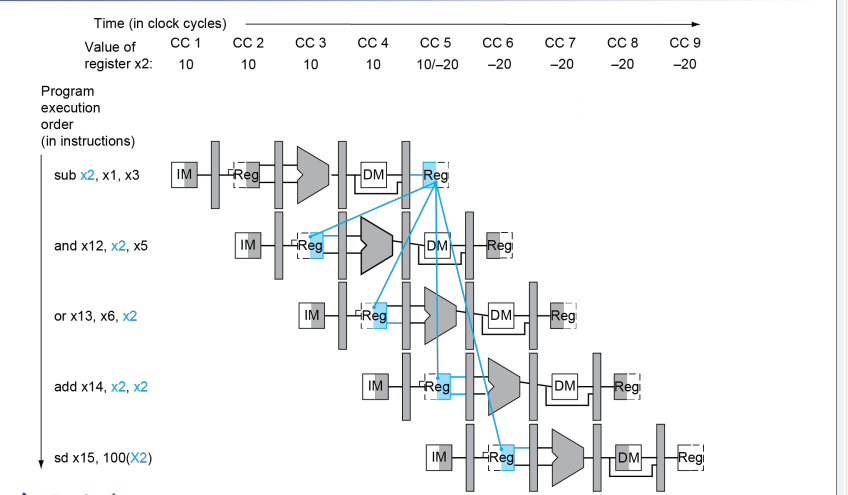 Time (in clock cycles)
CC 1 CC 2 CC 3 CC 4 CC 5 CC 6 CC 7 CC 8 CC 9
Value of
register x2: 10 10 10 10 10/–20 –20 –20 –20 –20
Program
execution
order
(in instructions)
sub x2, x1, x3 IM Reg DM Reg
and x12, x2, x5 IM Reg DM Reg
or x13, x6, x2 IM Reg DM Reg
add x14, x2, x2 IM Reg DM Reg
sd x15, 100(X2) IM Reg DM Reg